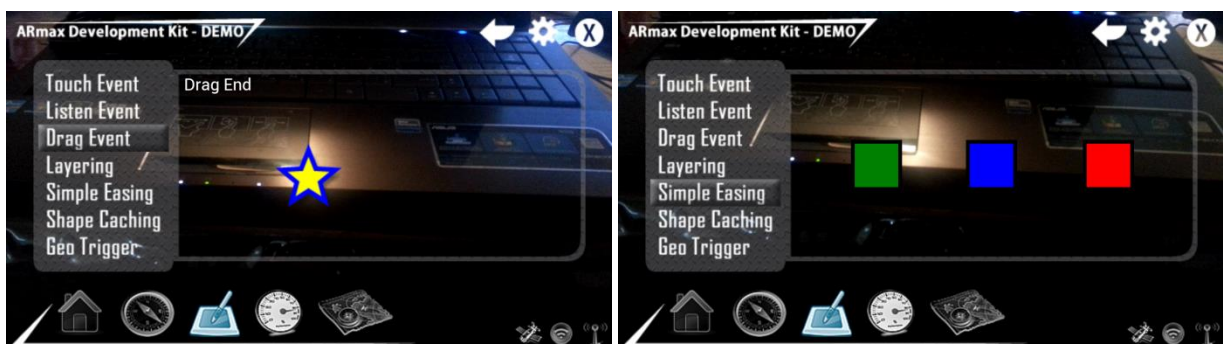 ARmax Development Kit - DEMO
X
Touch Event
Drag End
Listen Event
Drag Event
Layering
Simple Easing
Shape Caching
Geo Trigger
ARmax Development Kit - DEMO
X
Touch Event
Listen Event
Drag Event
Layering
Simple Easing
Shape Caching
Geo Trigger